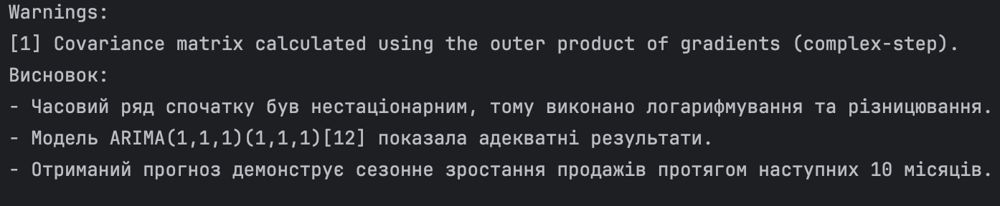 Warnings:
[1] Covariance matrix calculated using the outer product of gradients (complex-step).
Висновок:
- Часовий ряд спочатку був нестаціонарним, тому виконано логарифмування та різницювання.
- Модель ARIMA(1,1,1)(1,1,1)[12] показала адекватні результати.
- Отриманий прогноз демонструє сезонне зростання продажів протягом наступних 10 місяців.